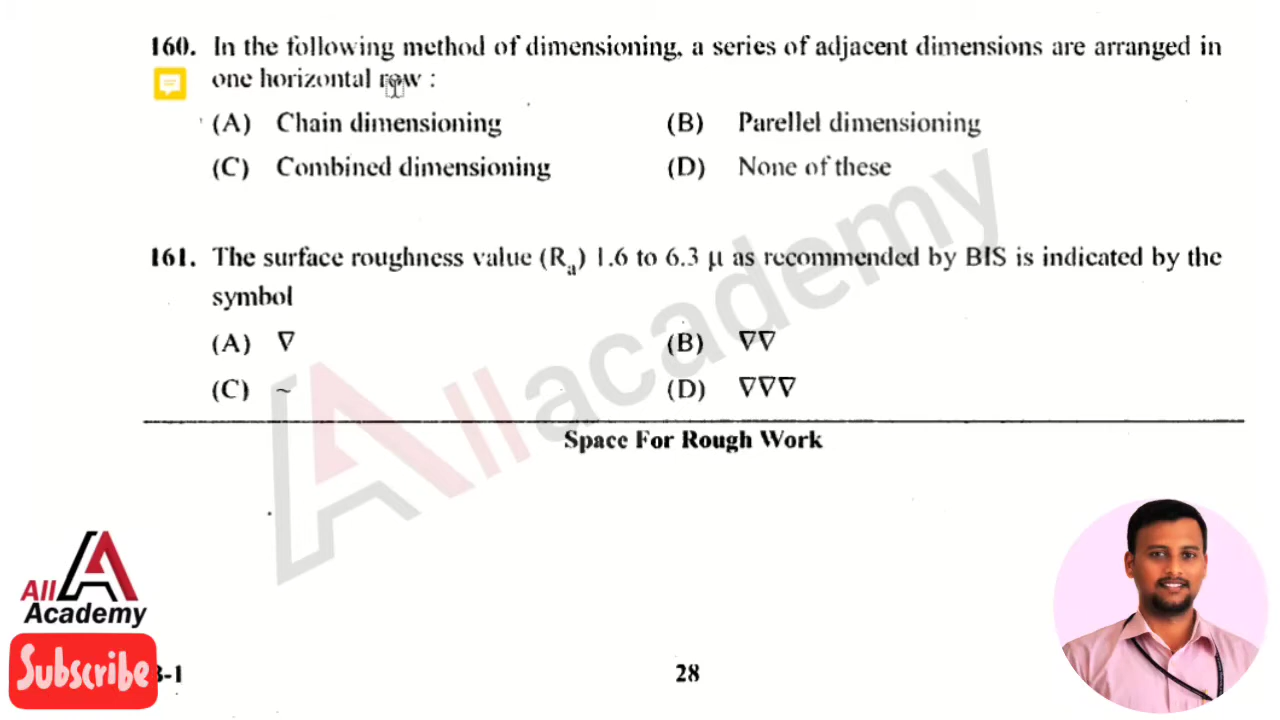 160. In the following method of dimensioning, a series of adjacent dimensions are arranged in
one horizontal row :
(A) Chain dimensioning (B) Parellel dimensioning
(C) Combined dimensioning (D) None of these
161. The surface roughness value (Ra) 1.6 to 6.3 μ as recommended by BIS is indicated by the
symbol
(A) ∇ (B) ∇∇
(C) ~ (D) ∇∇∇
Space For Rough Work
All academy
All
Academy
Subscribe
3-1 28